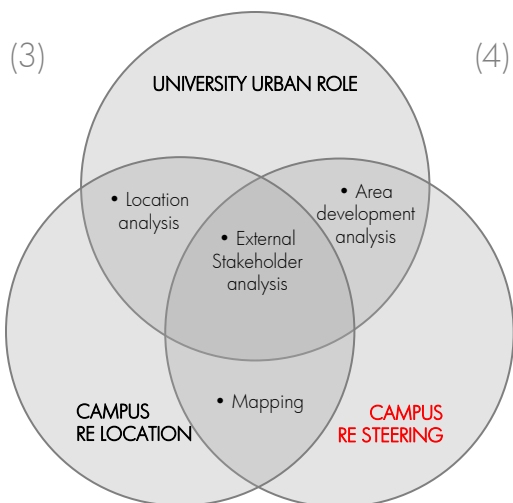 (3)
(4)
UNIVERSITY URBAN ROLE
• Location
analysis
• Area
development
analysis
• External
Stakeholder
analysis
• Mapping
CAMPUS
RE LOCATION
CAMPUS
RE STEERING